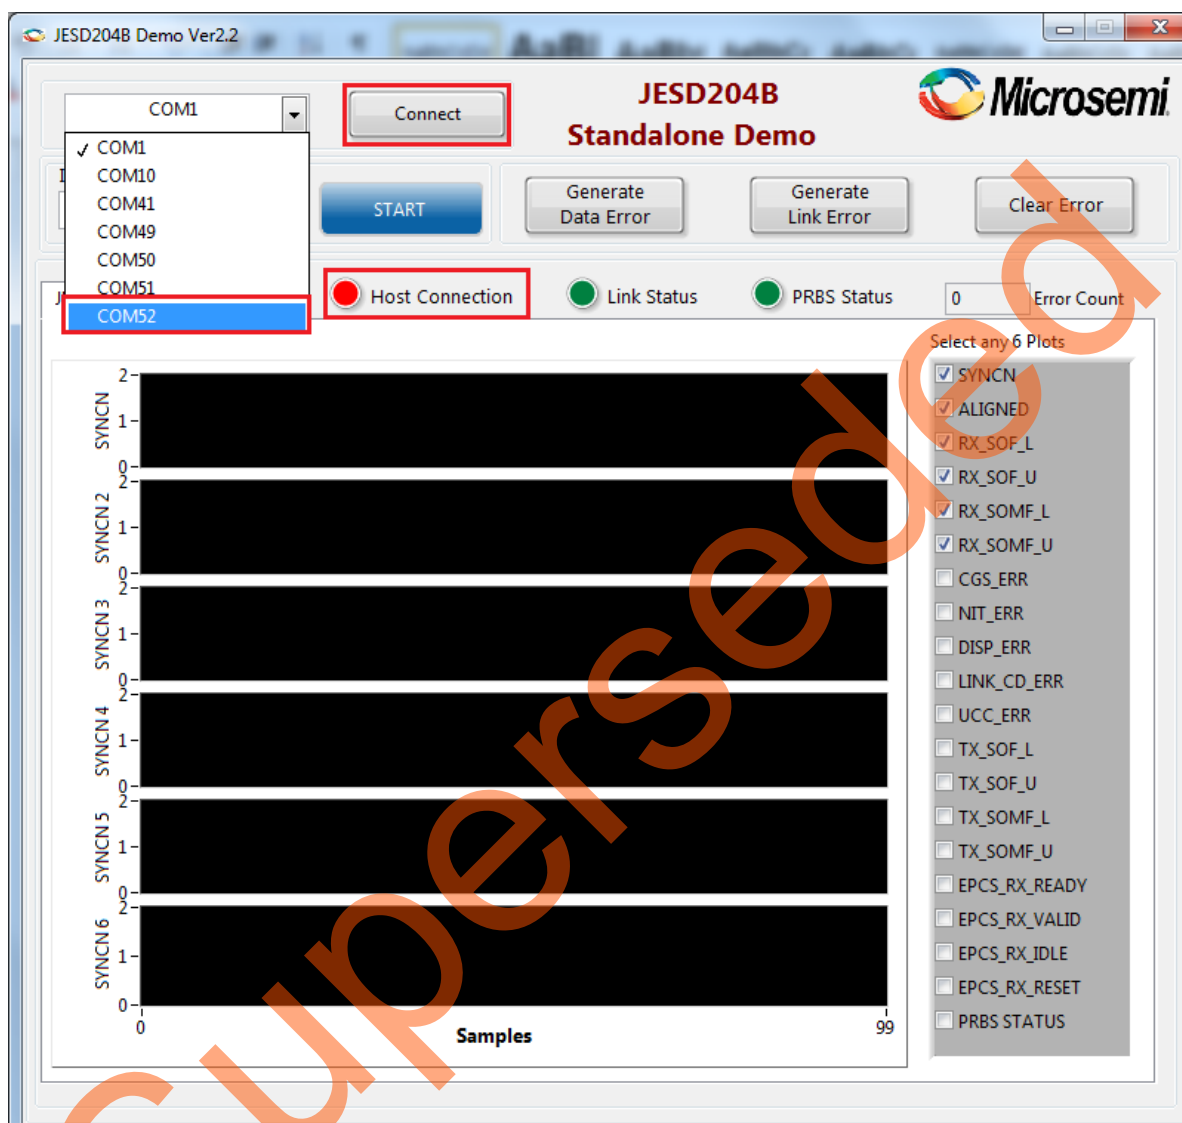 JESD204B Demo Ver2.2
COM1
Connect
JESD204B
Standalone Demo
Microsemi.
COM1
COM10
COM41
COM49
COM50
COM51
COM52
START
Generate
Data Error
Generate
Link Error
Clear Error
Host Connection
Link Status
PRBS Status
0
Error Count
Select any 6 Plots
SYNCN
ALIGNED
RX_SOF_L
RX_SOF_U
RX_SOMF_L
RX_SOMF_U
CGS_ERR
NIT_ERR
DISP_ERR
LINK_CD_ERR
UCC_ERR
TX_SOF_L
TX_SOF_U
TX_SOMF_L
TX_SOMF_U
EPCS_RX_READY
EPCS_RX_VALID
EPCS_RX_IDLE
EPCS_RX_RESET
PRBS STATUS
SYNCN
2
1
0
SYNCN 2
2
1
0
SYNCN 3
2
1
0
SYNCN 4
2
1
0
SYNCN 5
2
1
0
SYNCN 6
2
1
0
0
Samples
99
Superseded